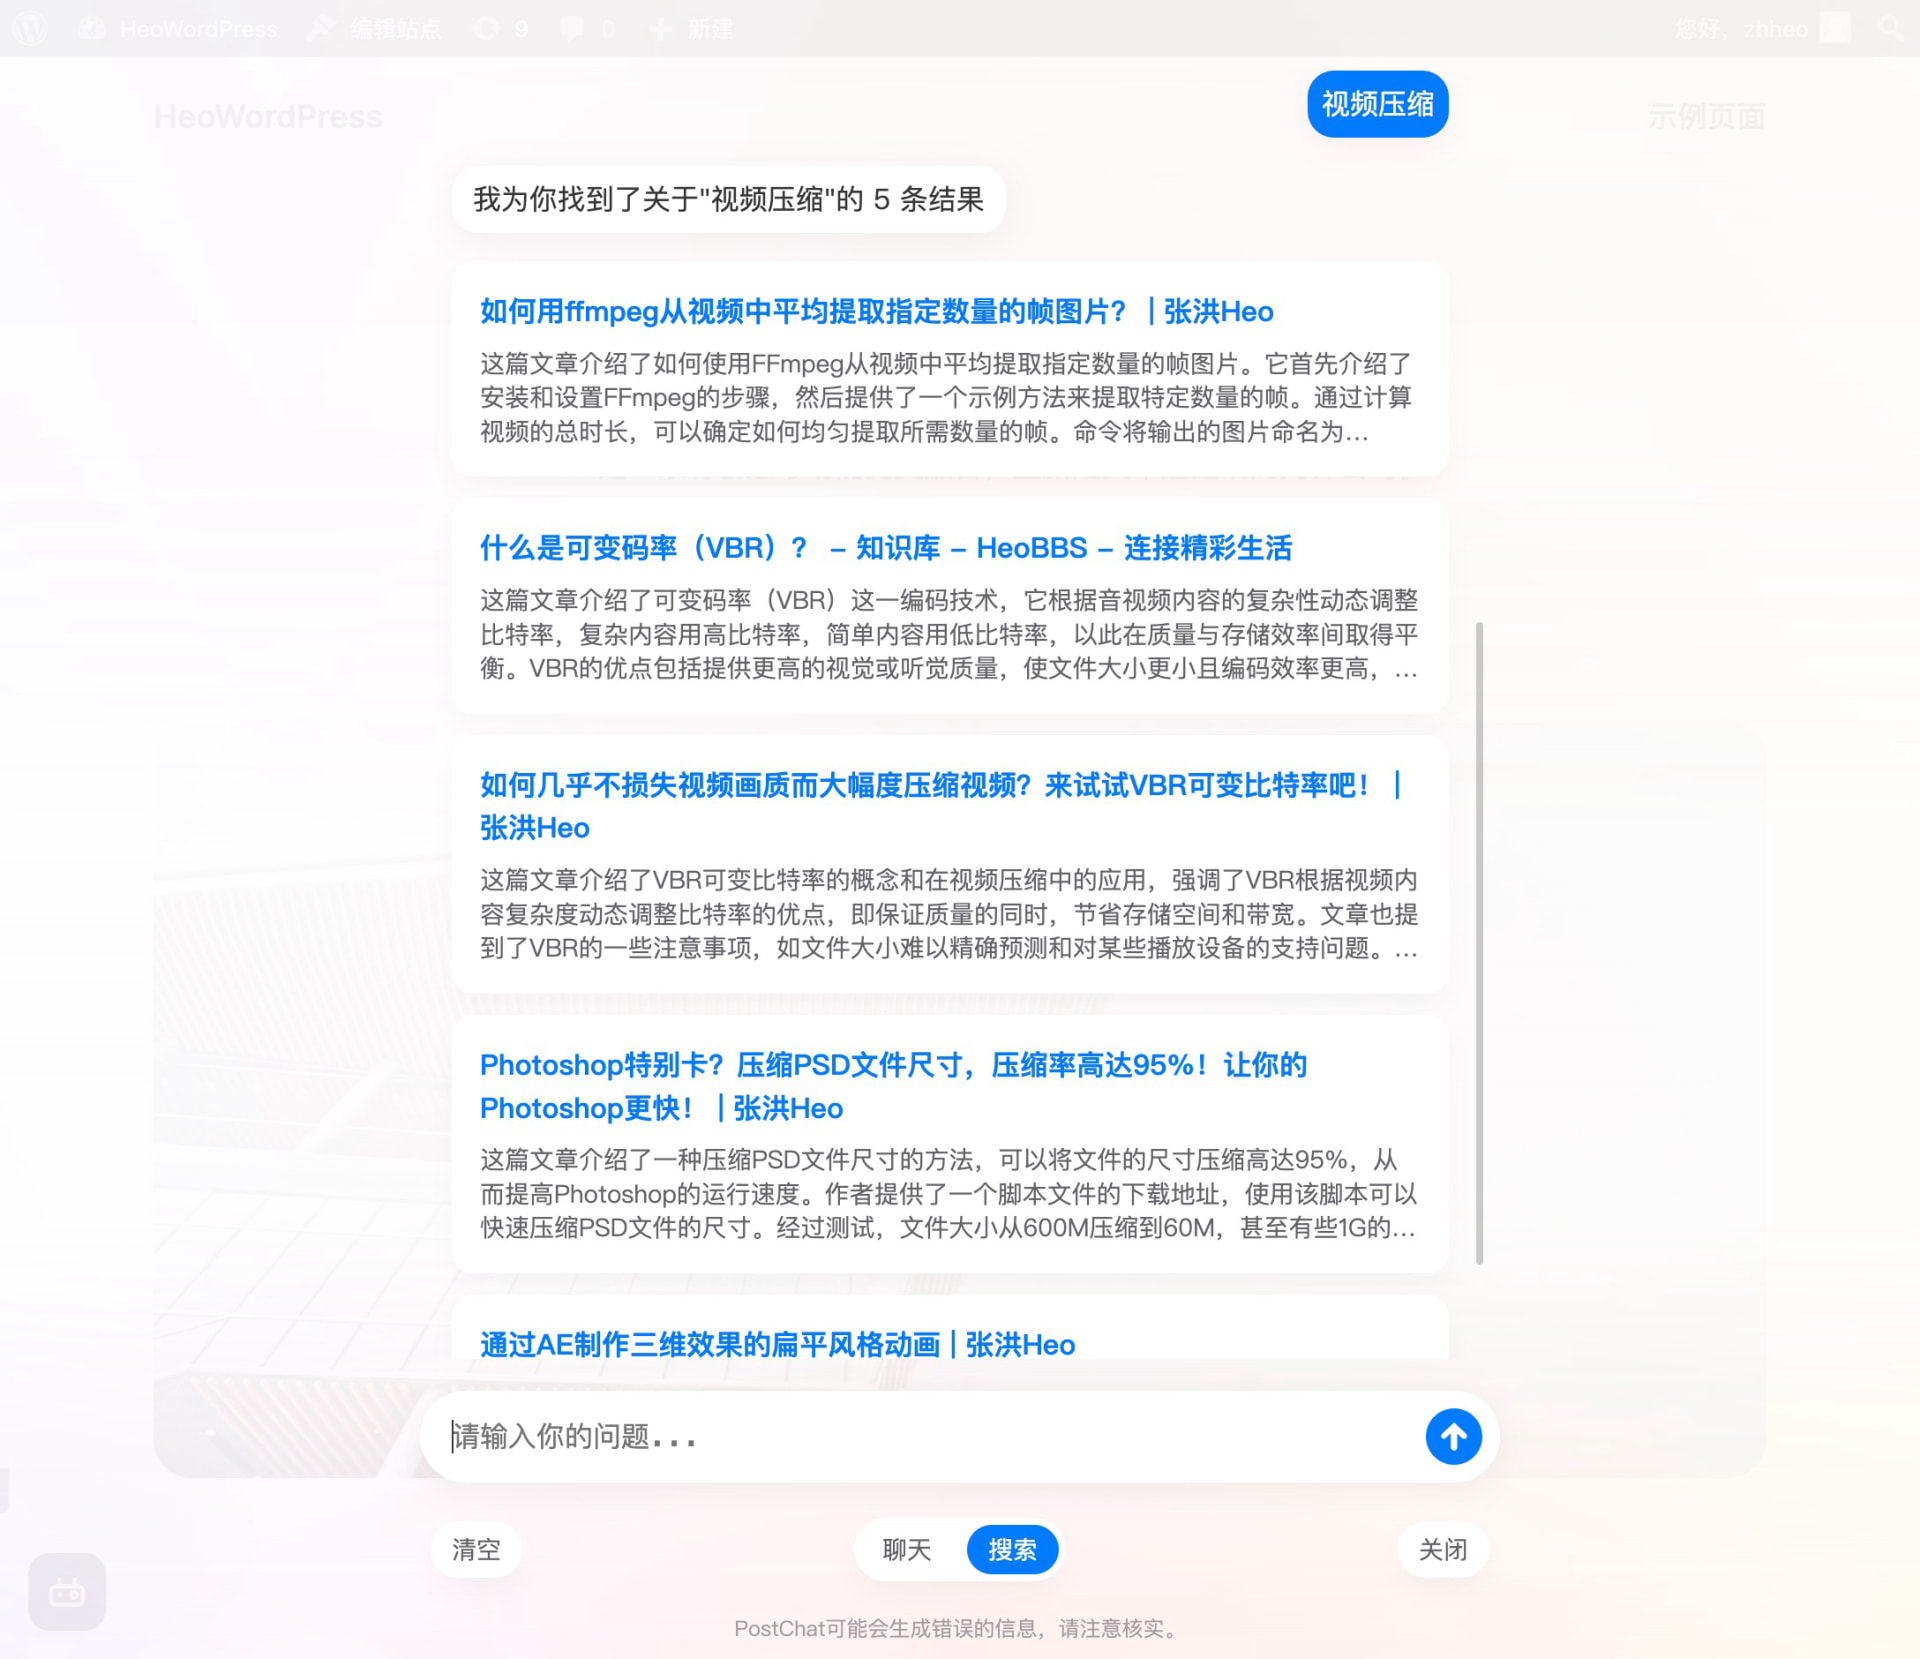 HeoWordPress 编辑站点 9 0 新建 您好，zhheo
HeoWordPress 示例页面
视频压缩
我为你找到了关于"视频压缩"的 5 条结果
如何用ffmpeg从视频中平均提取指定数量的帧图片？ | 张洪Heo
这篇文章介绍了如何使用FFmpeg从视频中平均提取指定数量的帧图片。它首先介绍了
安装和设置FFmpeg的步骤，然后提供了一个示例方法来提取特定数量的帧。通过计算
视频的总时长，可以确定如何均匀提取所需数量的帧。命令将输出的图片命名为...
什么是可变码率（VBR）？ - 知识库 - HeoBBS - 连接精彩生活
这篇文章介绍了可变码率（VBR）这一编码技术，它根据音视频内容的复杂性动态调整
比特率，复杂内容用高比特率，简单内容用低比特率，以此在质量与存储效率间取得平
衡。VBR的优点包括提供更高的视觉或听觉质量，使文件大小更小且编码效率更高，...
如何几乎不损失视频画质而大幅度压缩视频？来试试VBR可变比特率吧！ |
张洪Heo
这篇文章介绍了VBR可变比特率的概念和在视频压缩中的应用，强调了VBR根据视频内
容复杂度动态调整比特率的优点，即保证质量的同时，节省存储空间和带宽。文章也提
到了VBR的一些注意事项，如文件大小难以精确预测和对某些播放设备的支持问题。...
Photoshop特别卡？压缩PSD文件尺寸，压缩率高达95%！让你的
Photoshop更快！ | 张洪Heo
这篇文章介绍了一种压缩PSD文件尺寸的方法，可以将文件的尺寸压缩高达95%，从
而提高Photoshop的运行速度。作者提供了一个脚本文件的下载地址，使用该脚本可以
快速压缩PSD文件的尺寸。经过测试，文件大小从600M压缩到60M，甚至有些1G的...
通过AE制作三维效果的扁平风格动画 | 张洪Heo
请输入你的问题...
清空 聊天 搜索 关闭
PostChat可能会生成错误的信息，请注意核实。